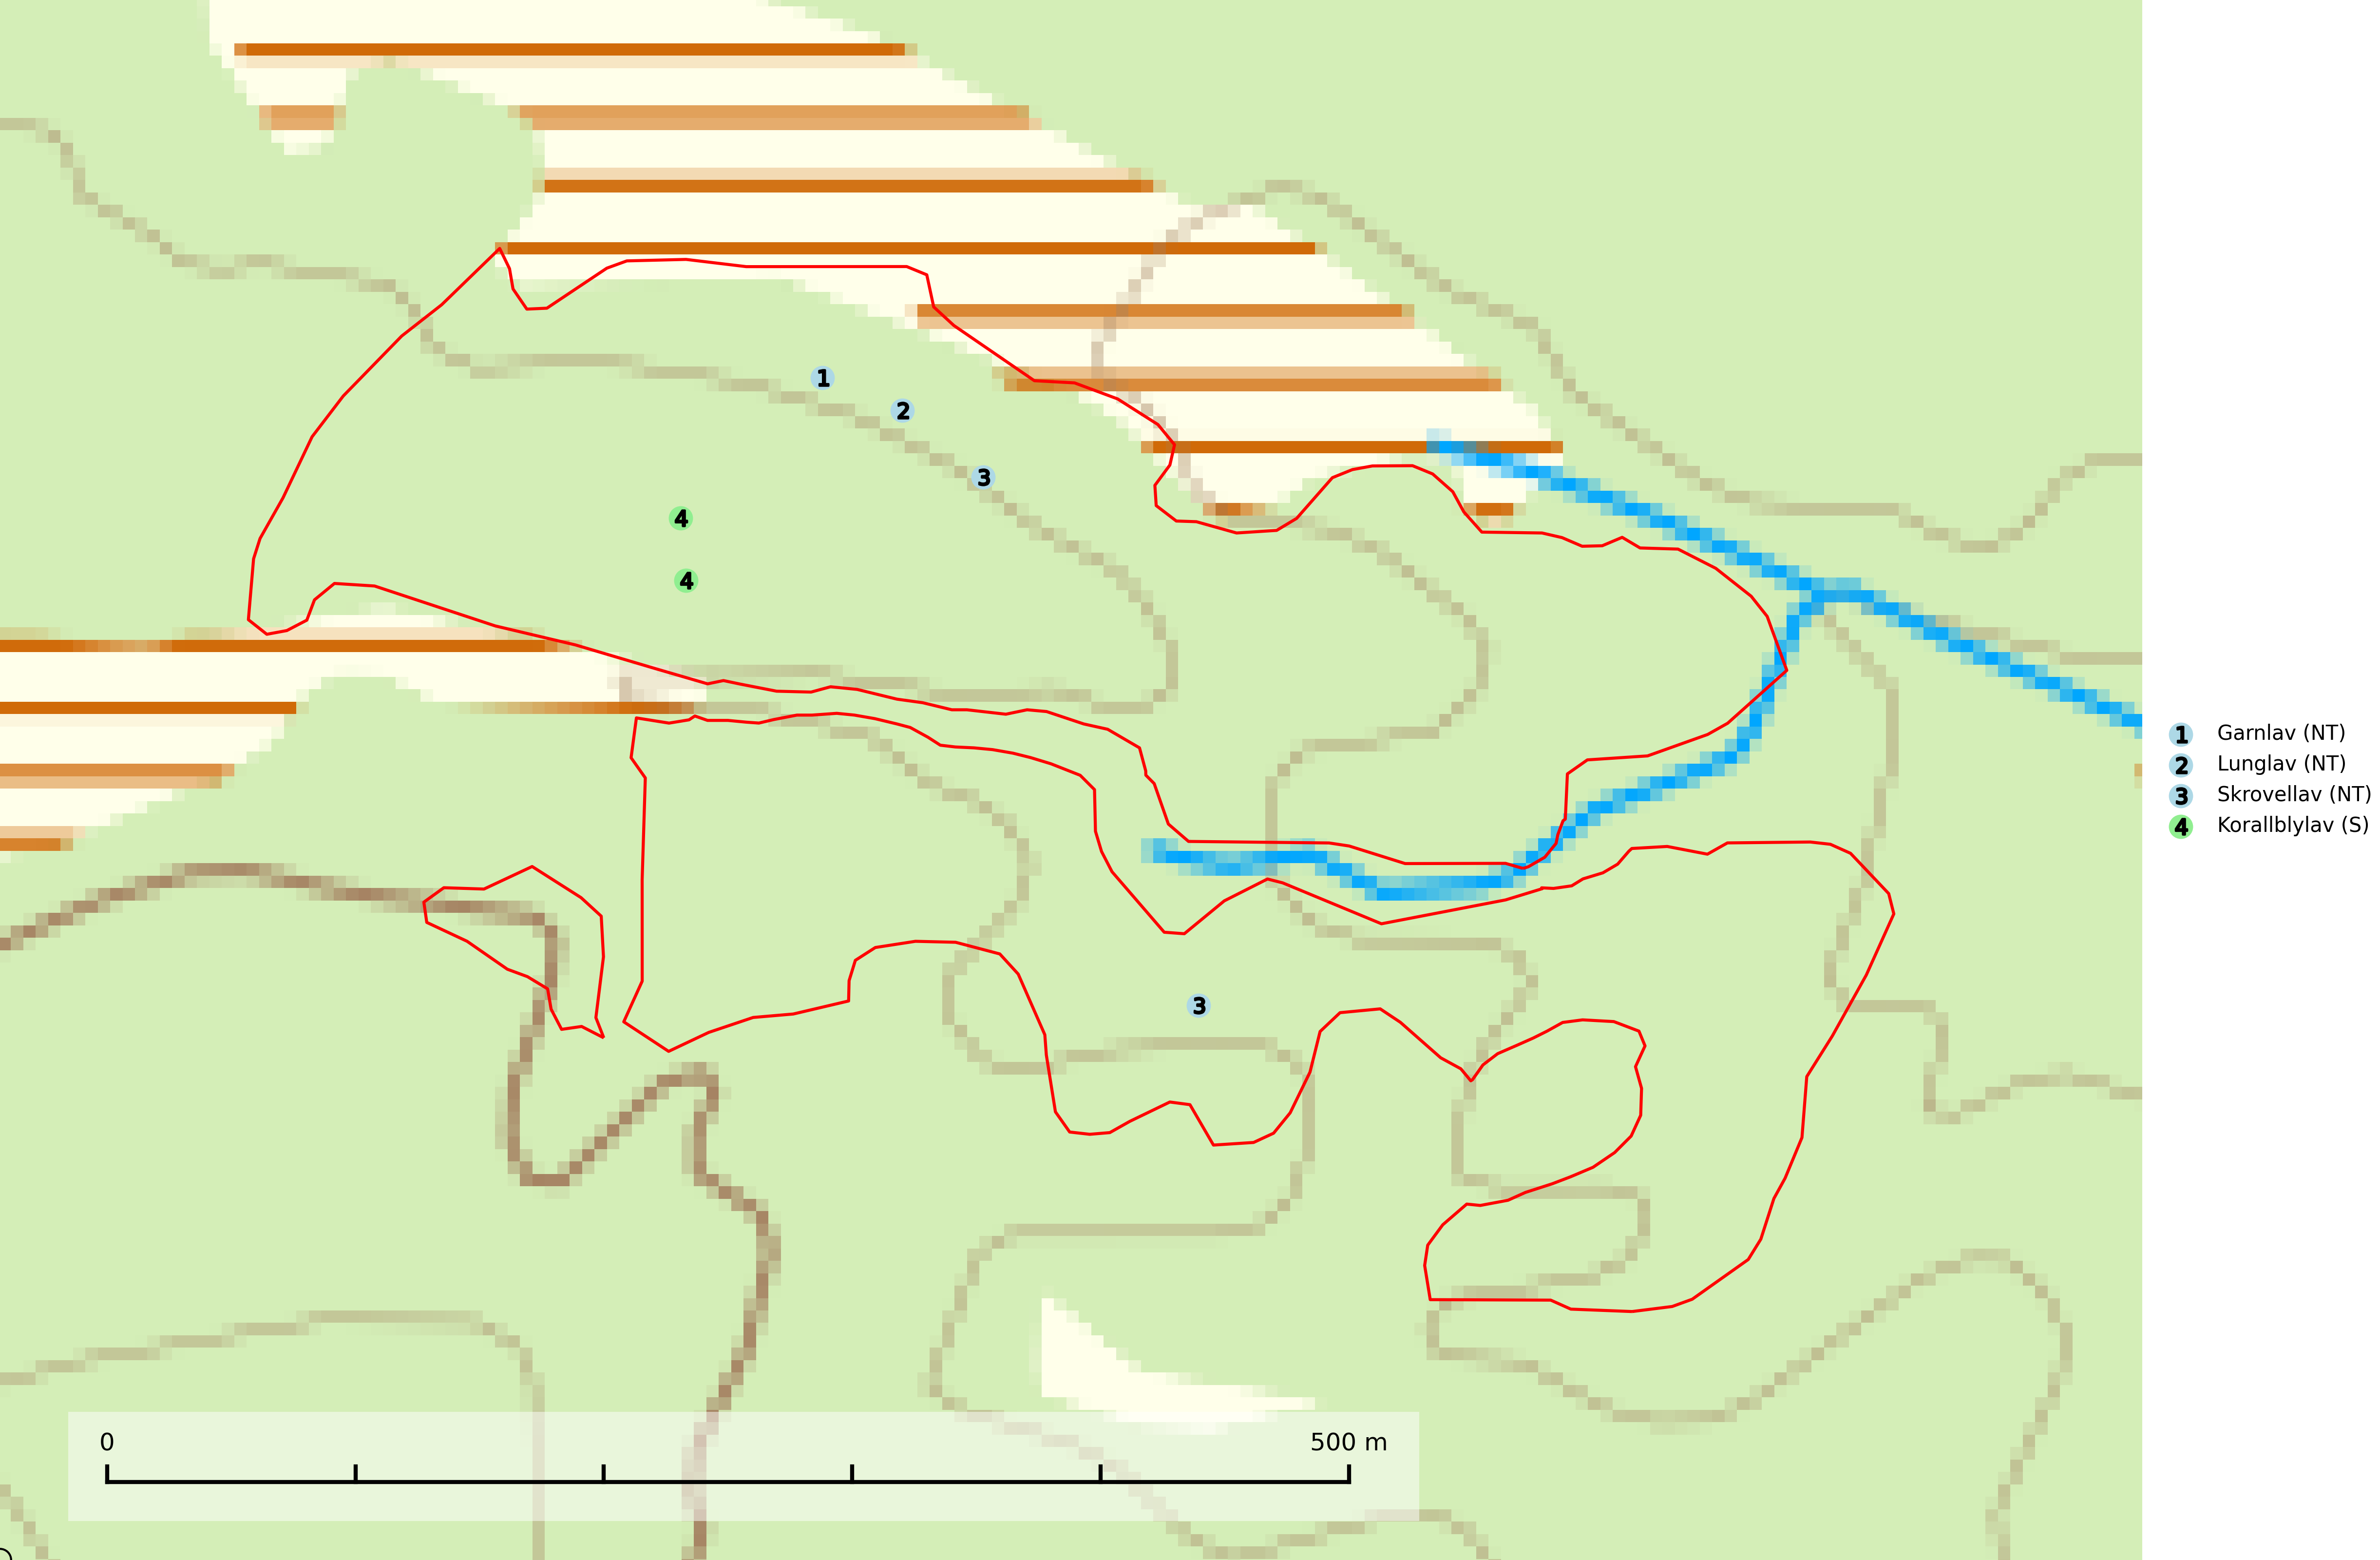 1
2
3
4
4
3
1 Garnlav (NT)
2 Lunglav (NT)
3 Skrovellav (NT)
4 Korallblylav (S)
0 500 m